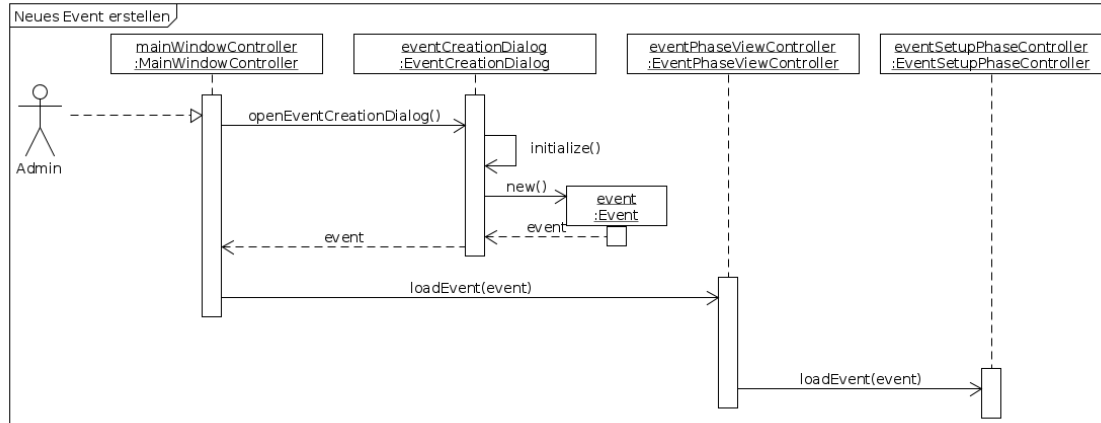 Neues Event erstellen
mainWindowController
:MainWindowController
eventCreationDialog
:EventCreationDialog
eventPhaseViewController
:EventPhaseViewController
eventSetupPhaseController
:EventSetupPhaseController
Admin
openEventCreationDialog()
initialize()
new()
event
:Event
event
event
loadEvent(event)
loadEvent(event)